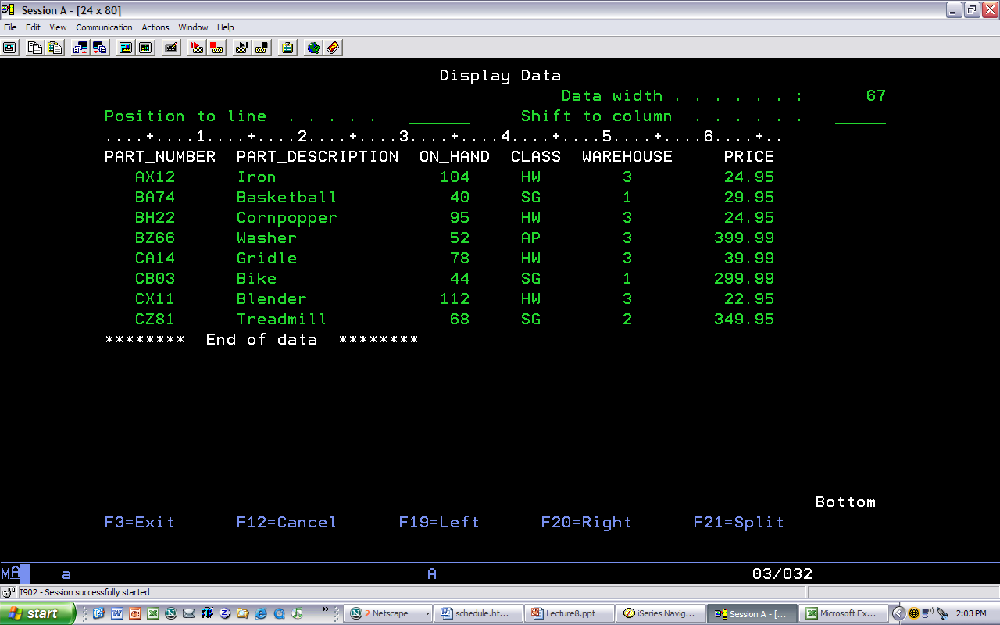 Session A - [24 x 80]
File Edit View Communication Actions Window Help
Display Data
Data width . . . . . . : 67
Position to line . . . . . Shift to column . . . . . .
....+....1....+....2....+....3....+....4....+....5....+....6....+..
PART_NUMBER PART_DESCRIPTION ON_HAND CLASS WAREHOUSE PRICE
AX12 Iron 104 HW 3 24.95
BA74 Basketball 40 SG 1 29.95
BH22 Cornpopper 95 HW 3 24.95
BZ66 Washer 52 AP 3 399.99
CA14 Gridle 78 HW 3 39.99
CB03 Bike 44 SG 1 299.99
CX11 Blender 112 HW 3 22.95
CZ81 Treadmill 68 SG 2 349.95
******** End of data ********
Bottom
F3=Exit F12=Cancel F19=Left F20=Right F21=Split
MA a A 03/032
I902 - Session successfully started
start » 2 Netscape schedule.ht... Lecture8.ppt iSeries Navig... Session A - [... Microsoft Ex... 2:03 PM